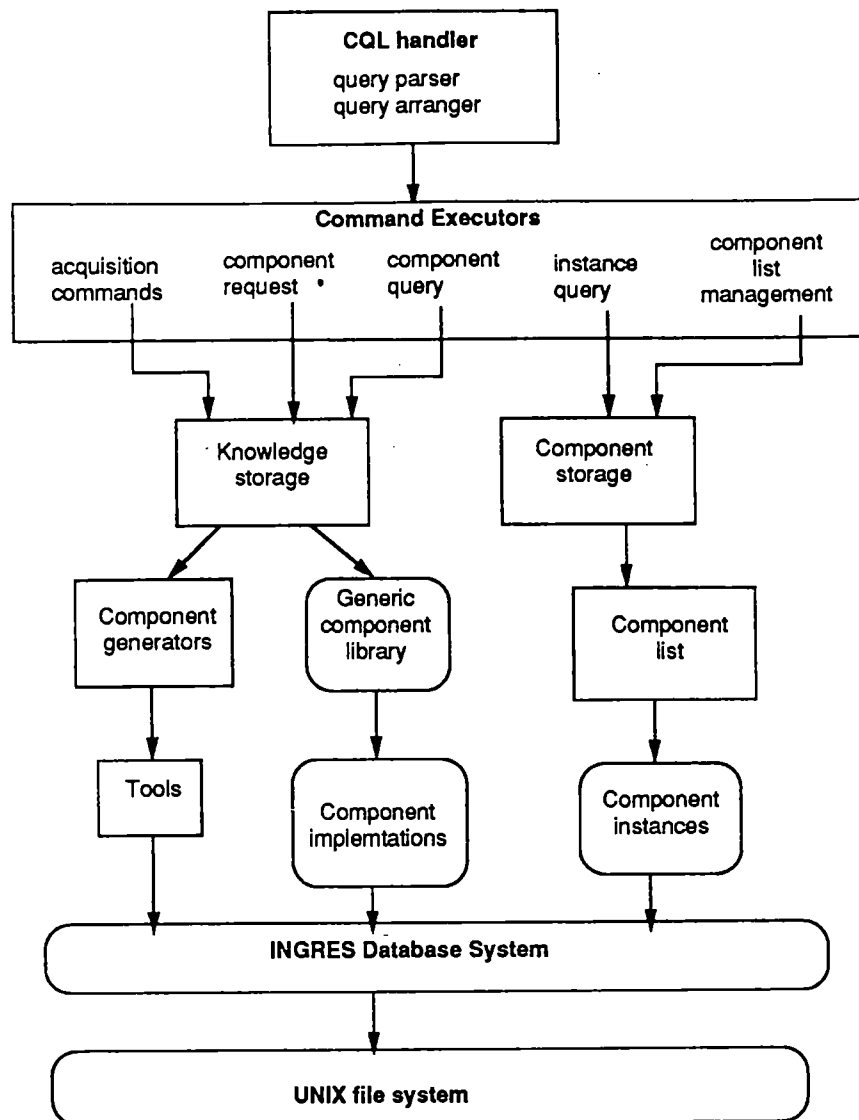 CQL handler
query parser
query arranger
Command Executors
acquisition
commands
component
request
component
query
instance
query
component
list
management
Knowledge
storage
Component
storage
Component
generators
Generic
component
library
Component
list
Tools
Component
implemtations
Component
instances
INGRES Database System
UNIX file system